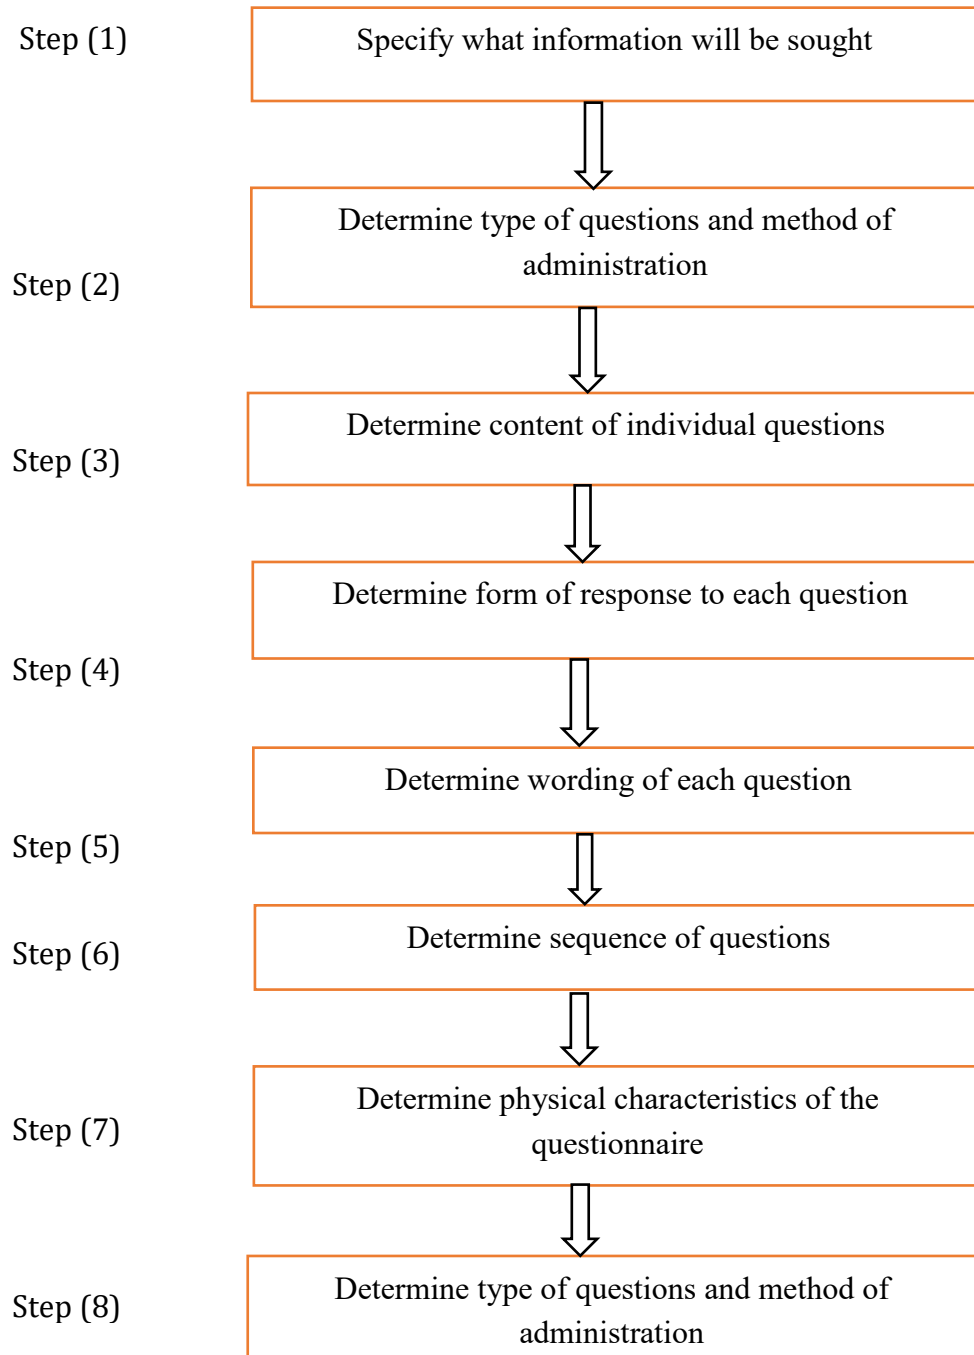 Step (1)
Specify what information will be sought
Determine type of questions and method of
administration
Step (2)
Determine content of individual questions
Step (3)
Determine form of response to each question
Step (4)
Determine wording of each question
Step (5)
Determine sequence of questions
Step (6)
Determine physical characteristics of the
questionnaire
Step (7)
Determine type of questions and method of
administration
Step (8)